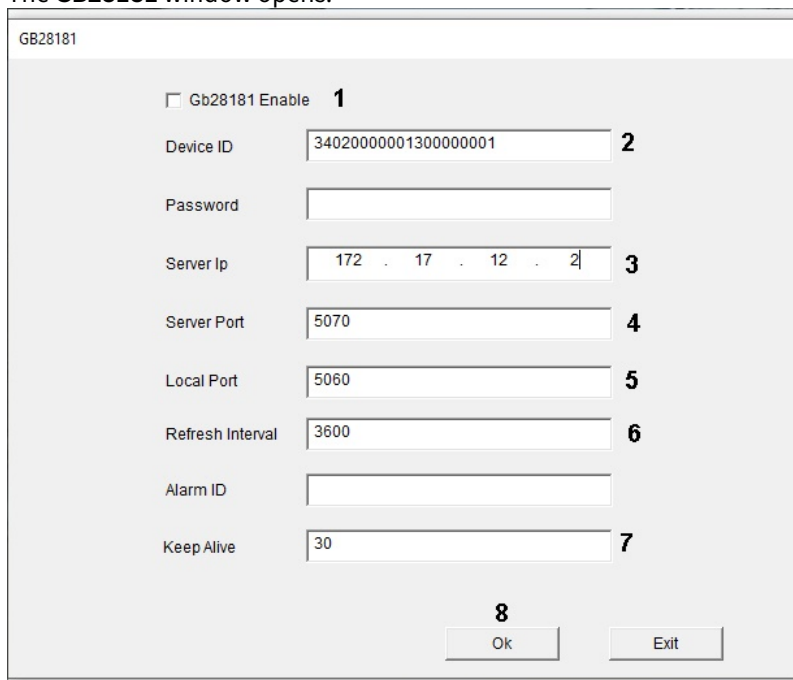 The GB28181 window opens.
GB28181
Gb28181 Enable 1
Device ID 34020000001300000001 2
Password
Server Ip 172 . 17 . 12 . 2 3
Server Port 5070 4
Local Port 5060 5
Refresh Interval 3600 6
Alarm ID
Keep Alive 30 7
8
Ok Exit